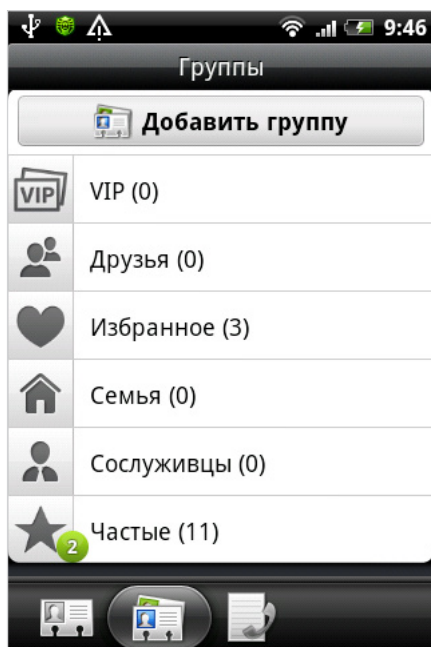 9:46
Группы
Добавить группу
VIP
VIP (0)
Друзья (0)
Избранное (3)
Семья (0)
Сослуживцы (0)
2
Частые (11)